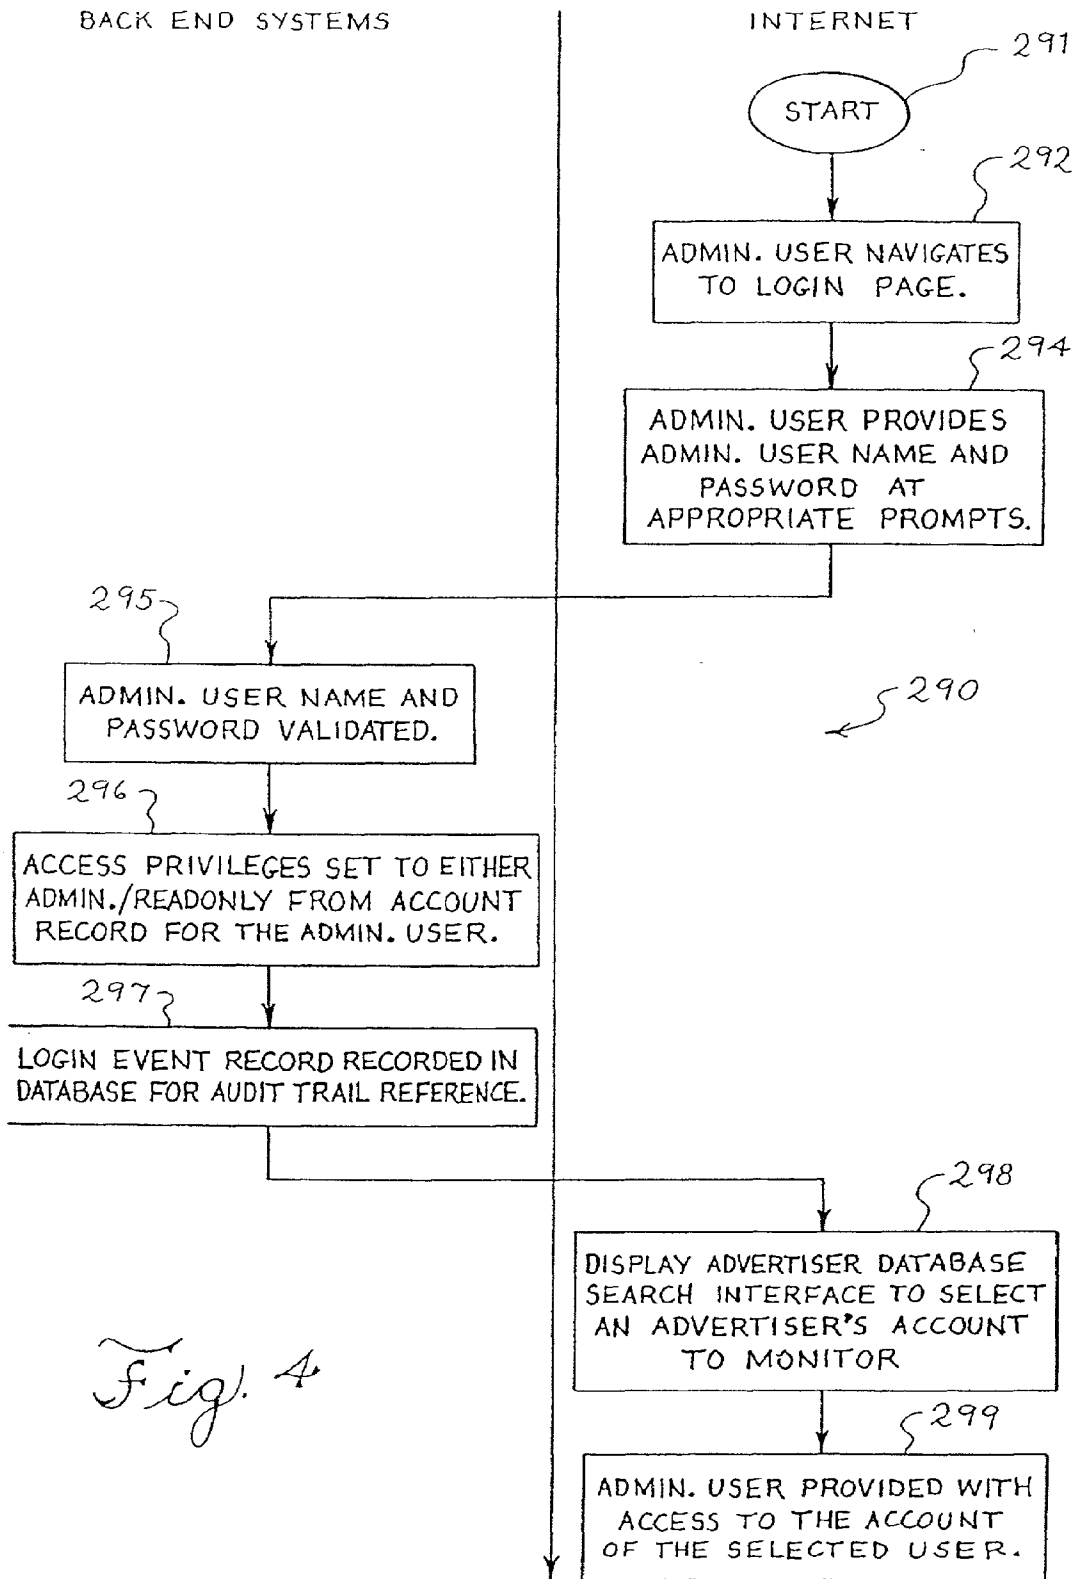 BACK END SYSTEMS
INTERNET
291
START
292
ADMIN. USER NAVIGATES
TO LOGIN PAGE.
294
ADMIN. USER PROVIDES
ADMIN. USER NAME AND
PASSWORD AT
APPROPRIATE PROMPTS.
295
ADMIN. USER NAME AND
PASSWORD VALIDATED.
290
296
ACCESS PRIVILEGES SET TO EITHER
ADMIN./READONLY FROM ACCOUNT
RECORD FOR THE ADMIN. USER.
297
LOGIN EVENT RECORD RECORDED IN
DATABASE FOR AUDIT TRAIL REFERENCE.
298
DISPLAY ADVERTISER DATABASE
SEARCH INTERFACE TO SELECT
AN ADVERTISER'S ACCOUNT
TO MONITOR
Fig. 4
299
ADMIN. USER PROVIDED WITH
ACCESS TO THE ACCOUNT
OF THE SELECTED USER.